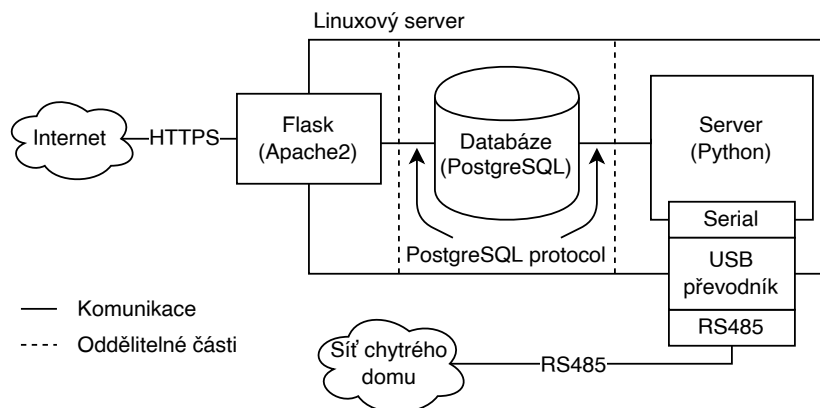 Linuxový server
Internet
HTTPS
Flask
(Apache2)
Databáze
(PostgreSQL)
Server
(Python)
PostgreSQL protocol
Serial
USB
převodník
RS485
Komunikace
Oddělitelné části
Síť chytrého
domu
RS485